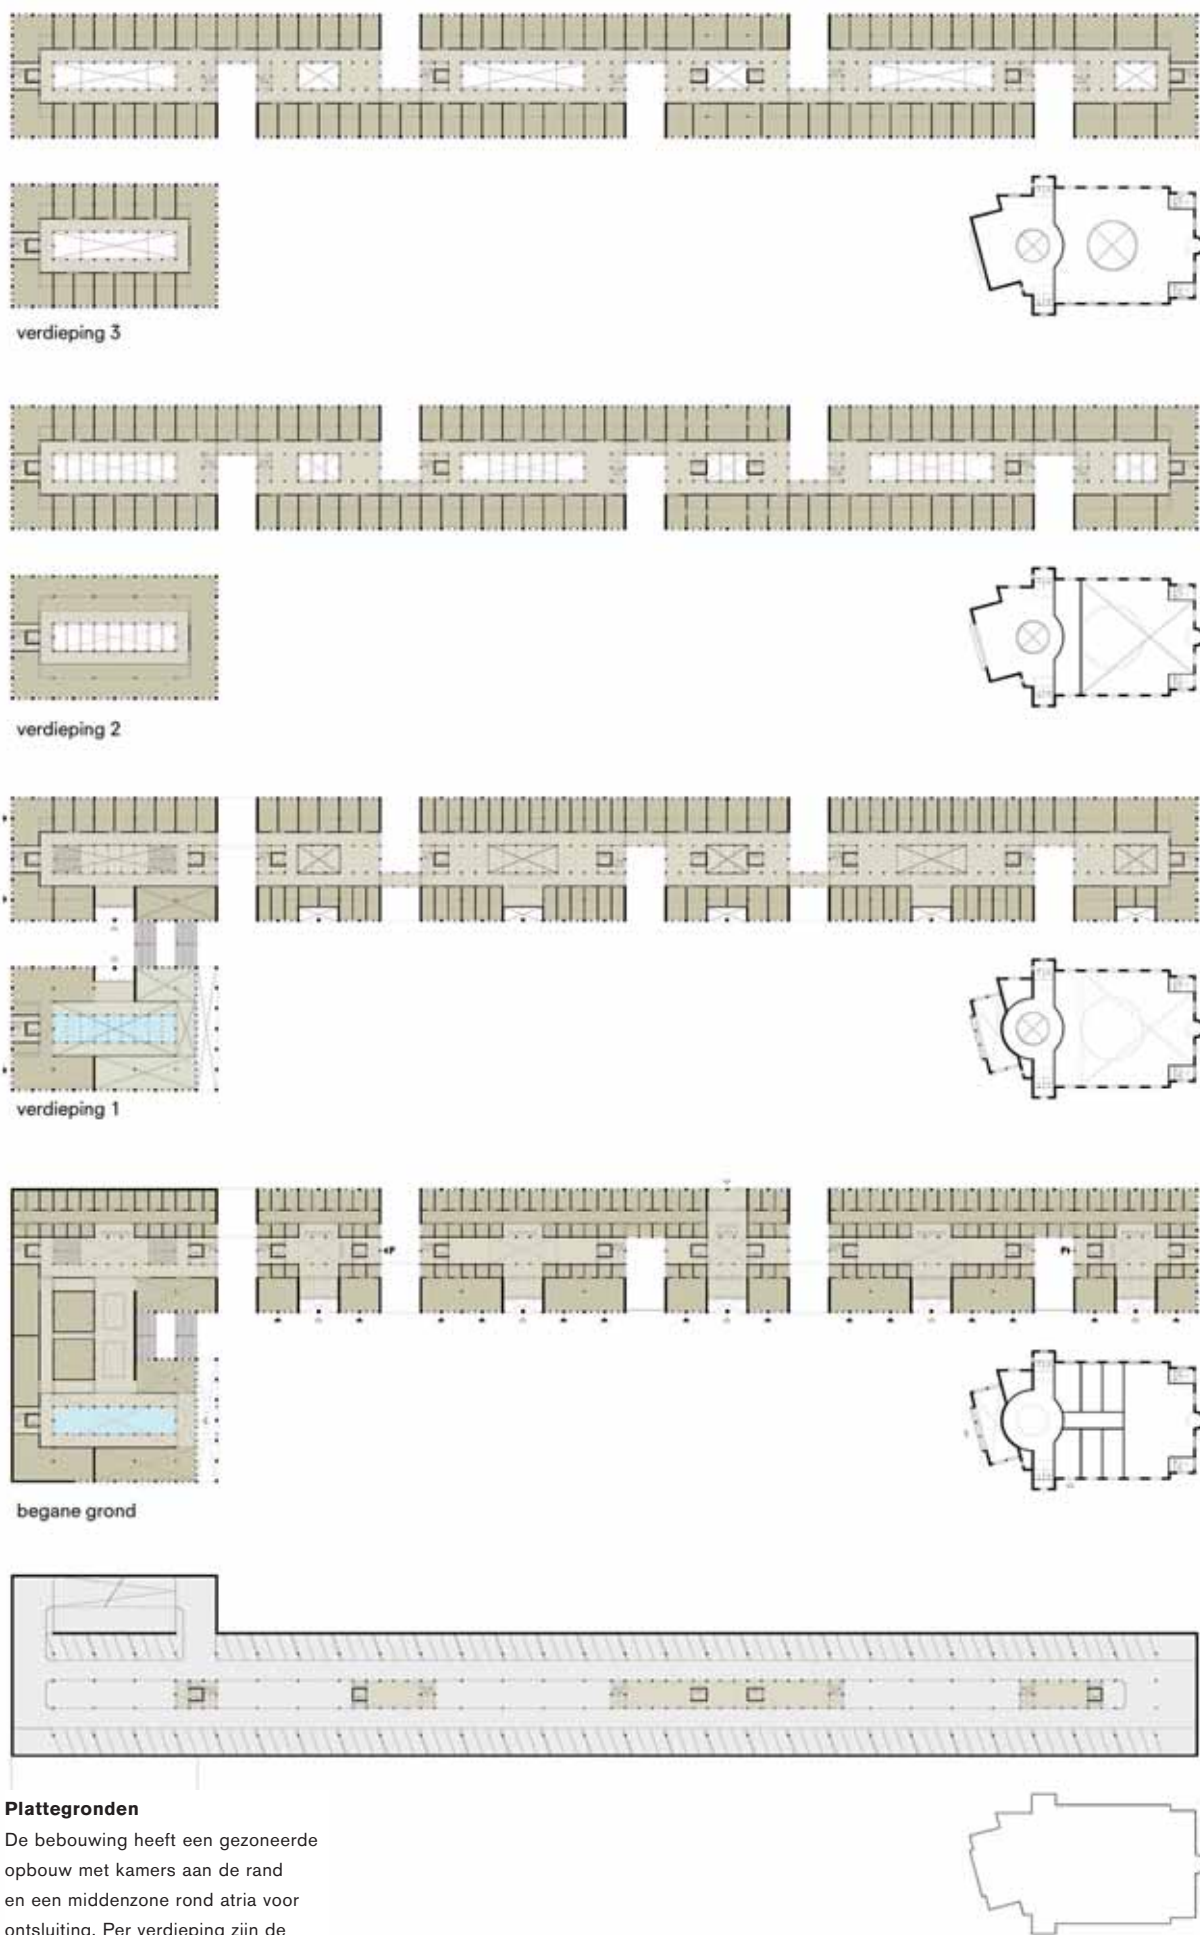 verdieping 3
verdieping 2
verdieping 1
begane grond
Plattegronden
De bebouwing heeft een gezoneerde
opbouw met kamers aan de rand
en een middenzone rond atria voor
ontsluiting. Per verdieping zijn de